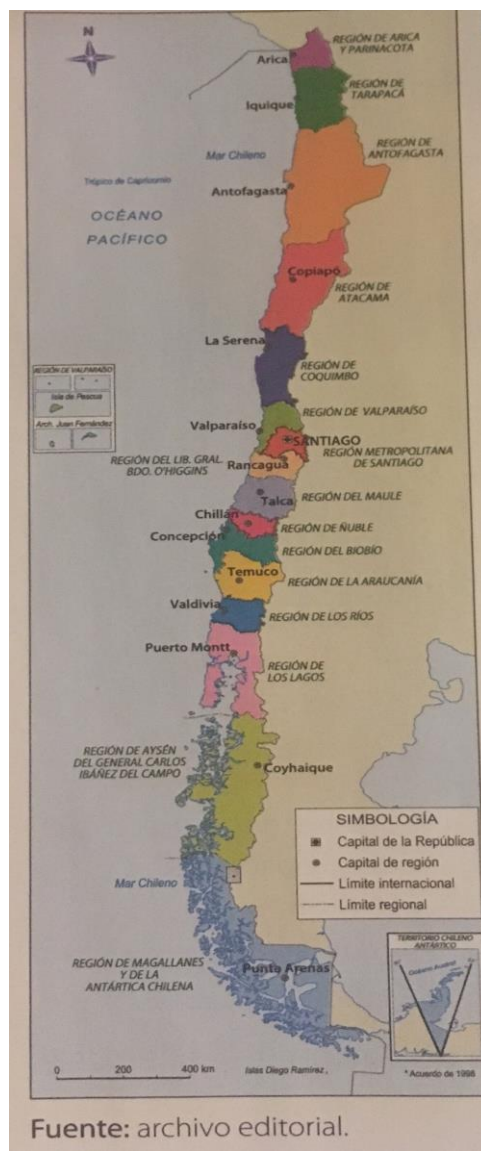 N
REGIÓN DE ARICA
Y PARINACOTA
Arica
REGIÓN DE
TARAPACÁ
Iquique
REGIÓN DE
ANTOFAGASTA
Mar Chileno
Trópico de Capricornio
Antofagasta
OCÉANO
PACÍFICO
Copiapó
REGIÓN DE
ATACAMA
La Serena
REGIÓN DE
COQUIMBO
REGIÓN DE VALPARAÍSO
Isla de Pascua
Arch. Juan Fernández
REGIÓN DE VALPARAÍSO
Valparaíso
SANTIAGO
REGIÓN METROPOLITANA
DE SANTIAGO
REGIÓN DEL LIB. GRAL.
BDO. O'HIGGINS
Rancagua
Talca
REGIÓN DEL MAULE
Chillán
REGIÓN DE ÑUBLE
Concepción
REGIÓN DEL BIOBÍO
Temuco
REGIÓN DE LA ARAUCANÍA
Valdivia
REGIÓN DE LOS RÍOS
Puerto Montt
REGIÓN DE
LOS LAGOS
REGIÓN DE AYSÉN
DEL GENERAL CARLOS
IBÁÑEZ DEL CAMPO
Coyhaique
SIMBOLOGÍA
Capital de la República
Capital de región
Límite internacional
Límite regional
Mar Chileno
*
TERRITORIO CHILENO
ANTÁRTICO
REGIÓN DE MAGALLANES
Y DE LA
ANTÁRTICA CHILENA
Punta Arenas
0 200 400 km
Islas Diego Ramírez
* Acuerdo de 1998
Fuente: archivo editorial.